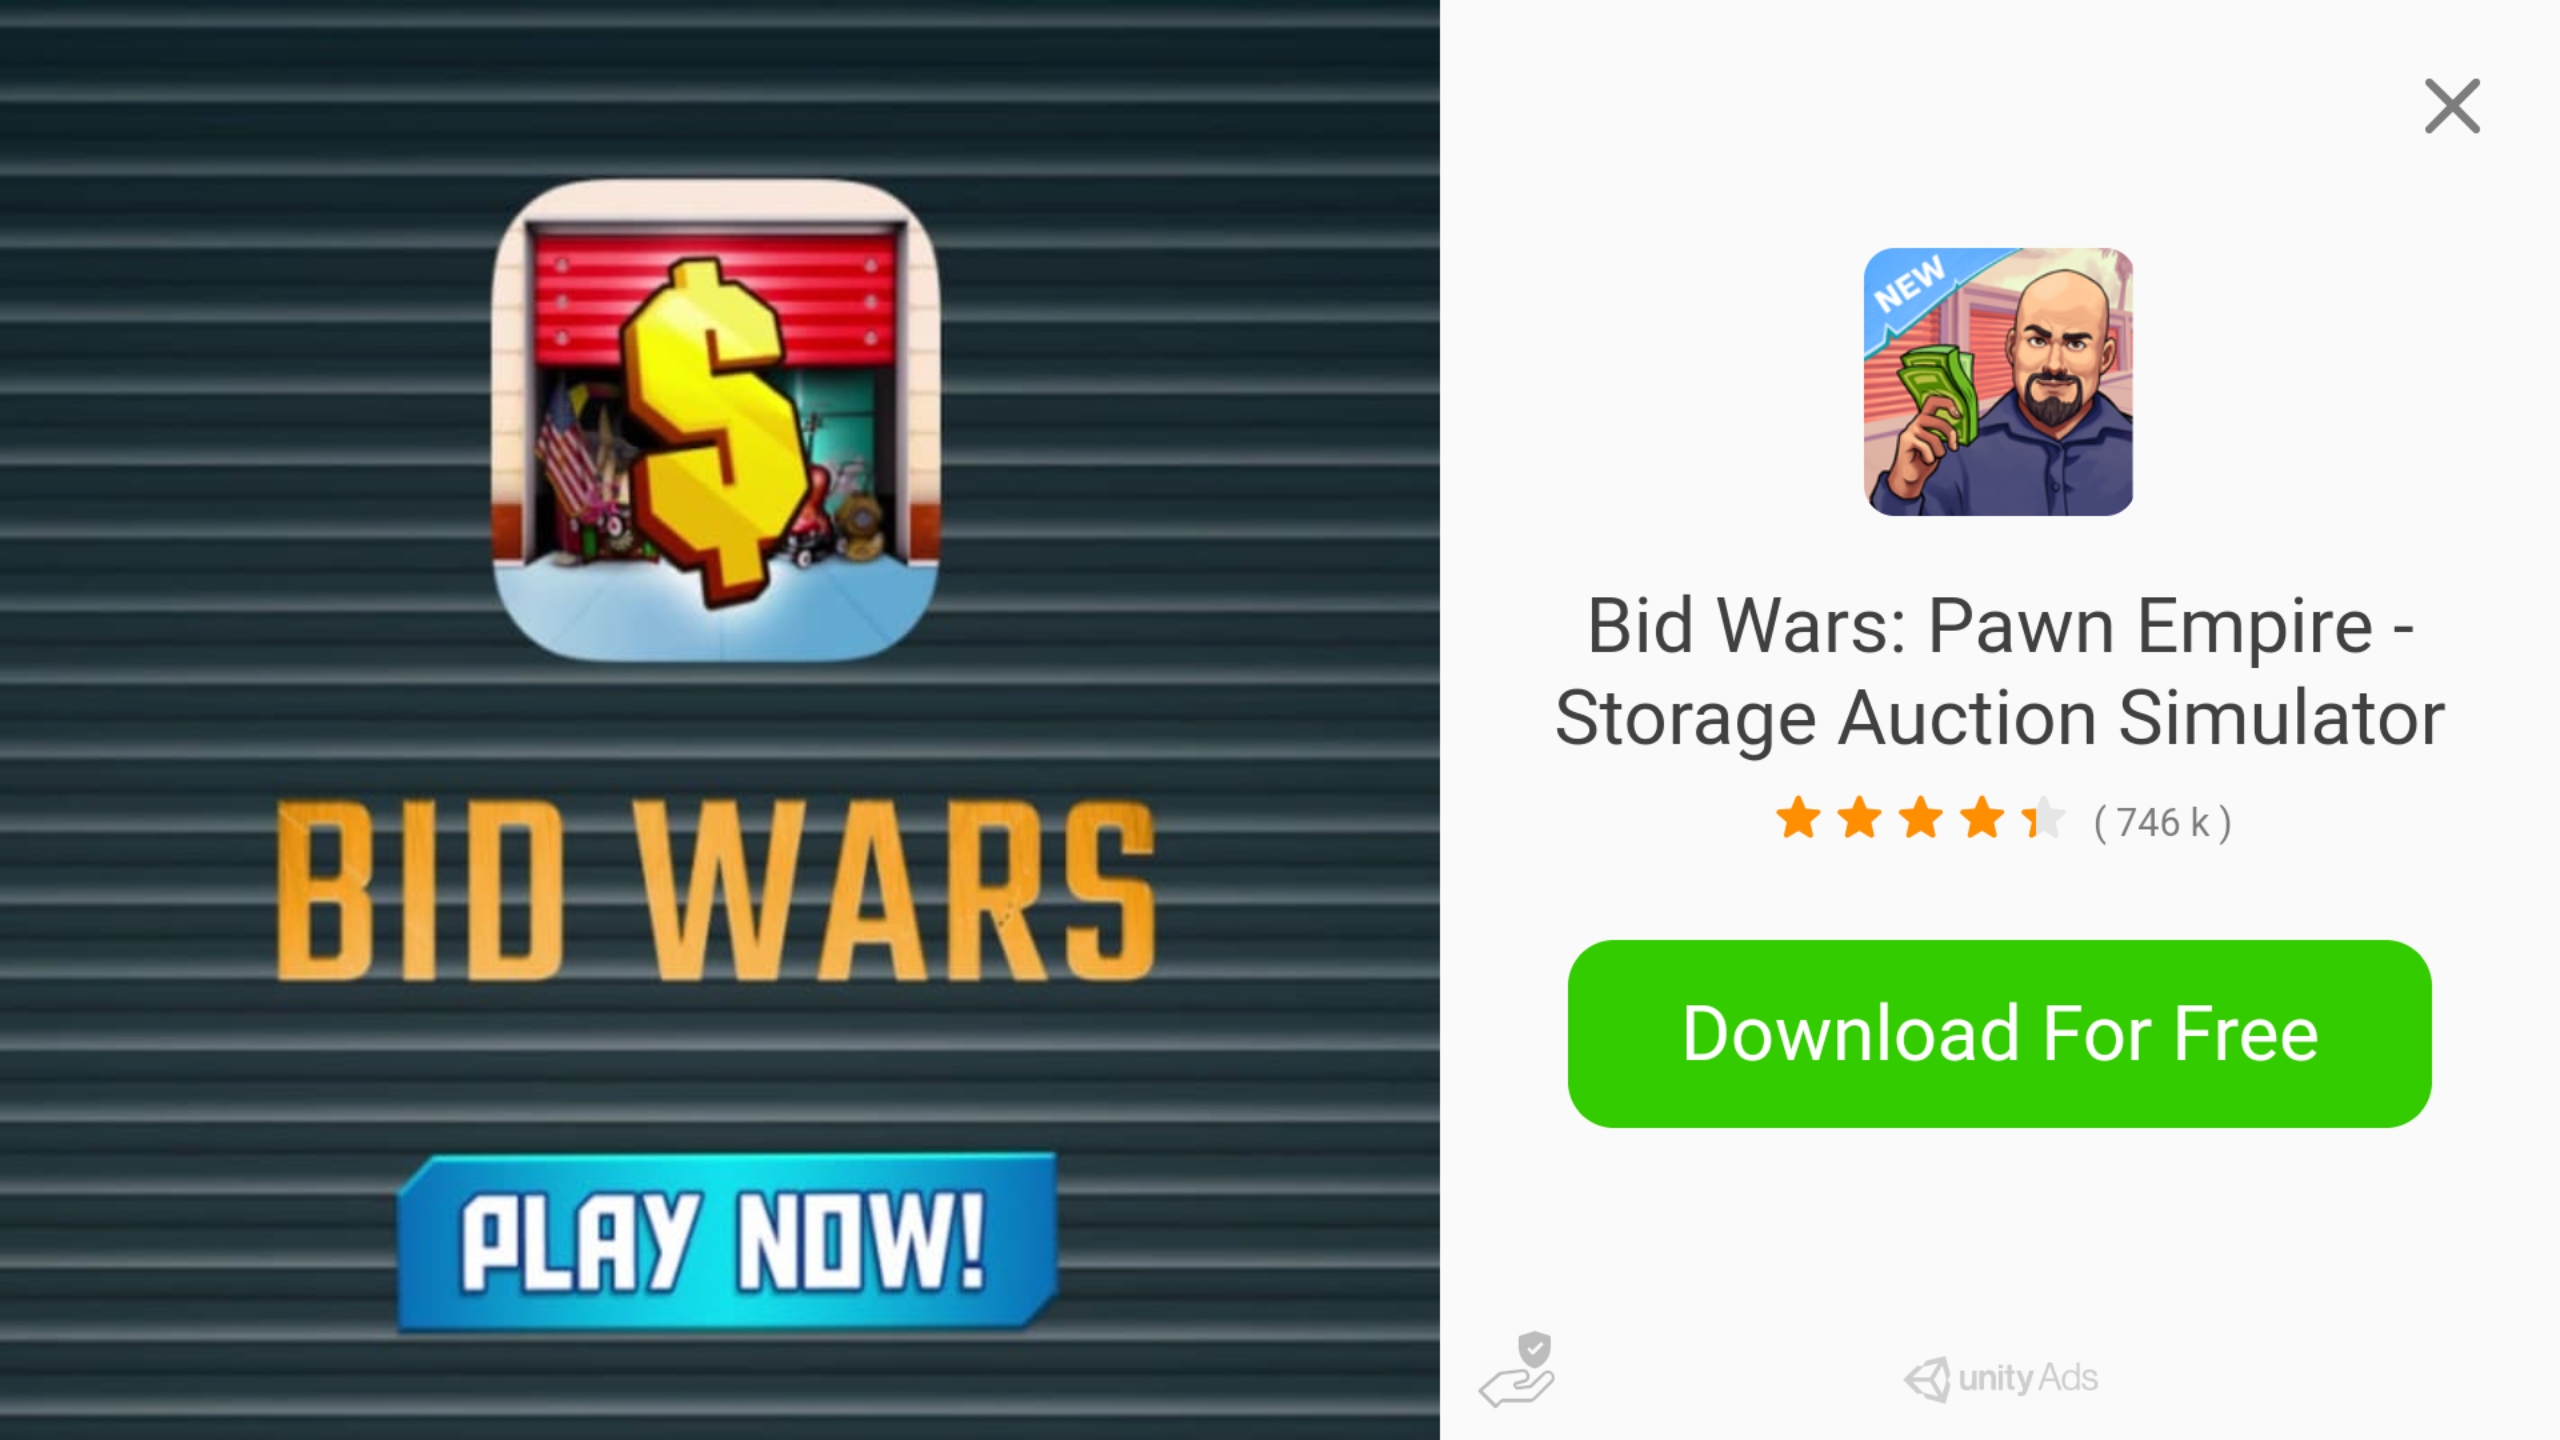 BID WARS
PLAY NOW!
NEW
Bid Wars: Pawn Empire -
Storage Auction Simulator
( 746 k )
Download For Free
unity Ads